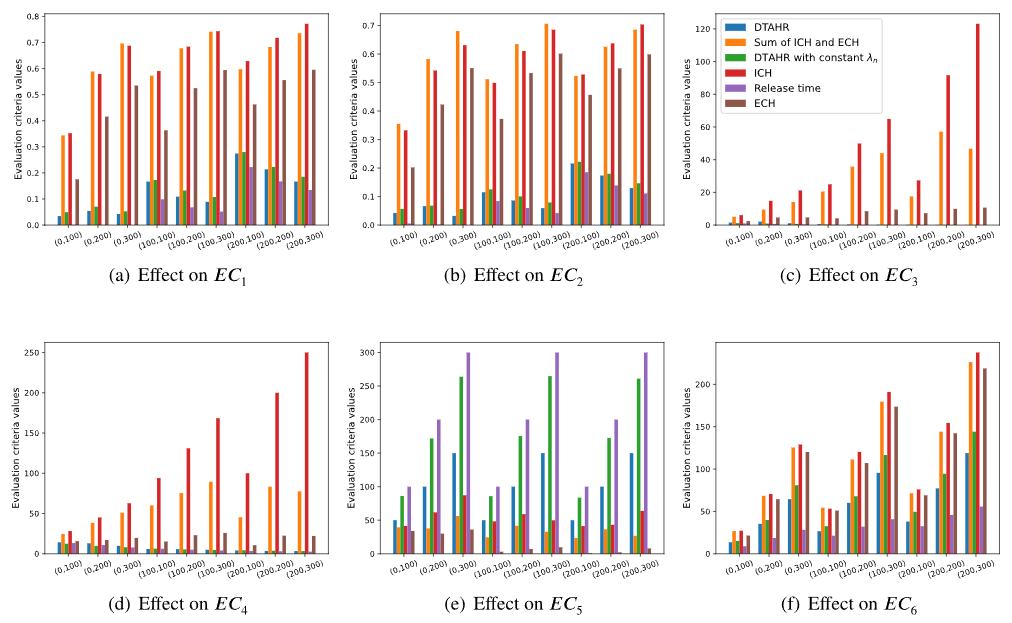 Evaluation criteria values
0.8
0.7
0.6
0.5
0.4
0.3
0.2
0.1
0.0
(0,100) (0,200) (0,300) (100,100) (100,200) (100,300) (200,100) (200,200) (200,300)
(a) Effect on EC1
Evaluation criteria values
0.7
0.6
0.5
0.4
0.3
0.2
0.1
0.0
(0,100) (0,200) (0,300) (100,100) (100,200) (100,300) (200,100) (200,200) (200,300)
(b) Effect on EC2
Evaluation criteria values
120
100
80
60
40
20
0
DTAHR
Sum of ICH and ECH
DTAHR with constant λn
ICH
Release time
ECH
(0,100) (0,200) (0,300) (100,100) (100,200) (100,300) (200,100) (200,200) (200,300)
(c) Effect on EC3
Evaluation criteria values
250
200
150
100
50
0
(0,100) (0,200) (0,300) (100,100) (100,200) (100,300) (200,100) (200,200) (200,300)
(d) Effect on EC4
Evaluation criteria values
300
250
200
150
100
50
0
(0,100) (0,200) (0,300) (100,100) (100,200) (100,300) (200,100) (200,200) (200,300)
(e) Effect on EC5
Evaluation criteria values
200
150
100
50
0
(0,100) (0,200) (0,300) (100,100) (100,200) (100,300) (200,100) (200,200) (200,300)
(f) Effect on EC6